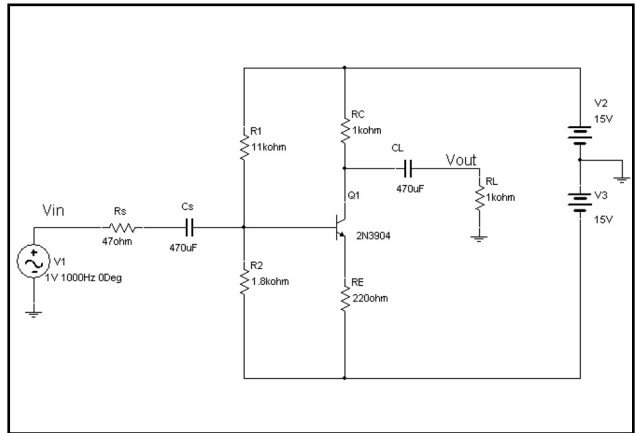 V2
15V
RC
1kohm
R1
11kohm
CL
470uF
Vout
RL
1kohm
V3
15V
Q1
2N3904
Vin
Rs
47ohm
Cs
470uF
V1
1V 1000Hz 0Deg
R2
1.8kohm
RE
220ohm